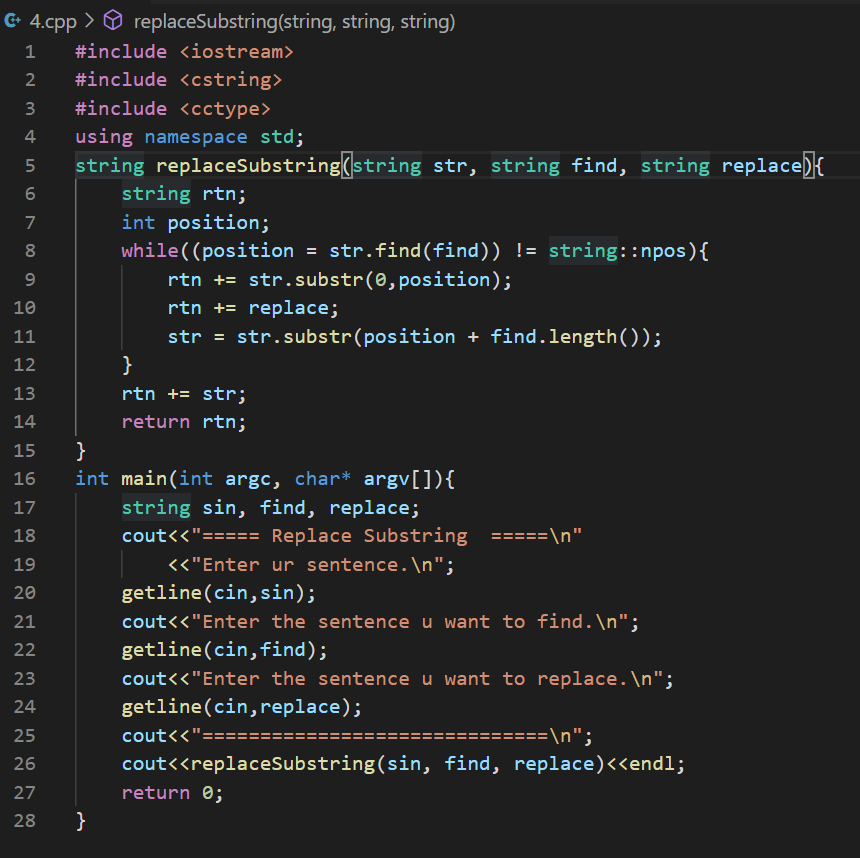 4.cpp > replaceSubstring(string, string, string)
1 #include <iostream>
2 #include <cstring>
3 #include <cctype>
4 using namespace std;
5 string replaceSubstring(string str, string find, string replace){
6     string rtn;
7     int position;
8     while((position = str.find(find)) != string::npos){
9         rtn += str.substr(0,position);
10         rtn += replace;
11         str = str.substr(position + find.length());
12     }
13     rtn += str;
14     return rtn;
15 }
16 int main(int argc, char* argv[]){
17     string sin, find, replace;
18     cout<<"===== Replace Substring  =====\n"
19         <<"Enter ur sentence.\n";
20     getline(cin,sin);
21     cout<<"Enter the sentence u want to find.\n";
22     getline(cin,find);
23     cout<<"Enter the sentence u want to replace.\n";
24     getline(cin,replace);
25     cout<<"==============================\n";
26     cout<<replaceSubstring(sin, find, replace)<<endl;
27     return 0;
28 }